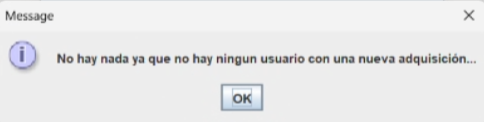 Message
No hay nada ya que no hay ningun usuario con una nueva adquisición...
OK